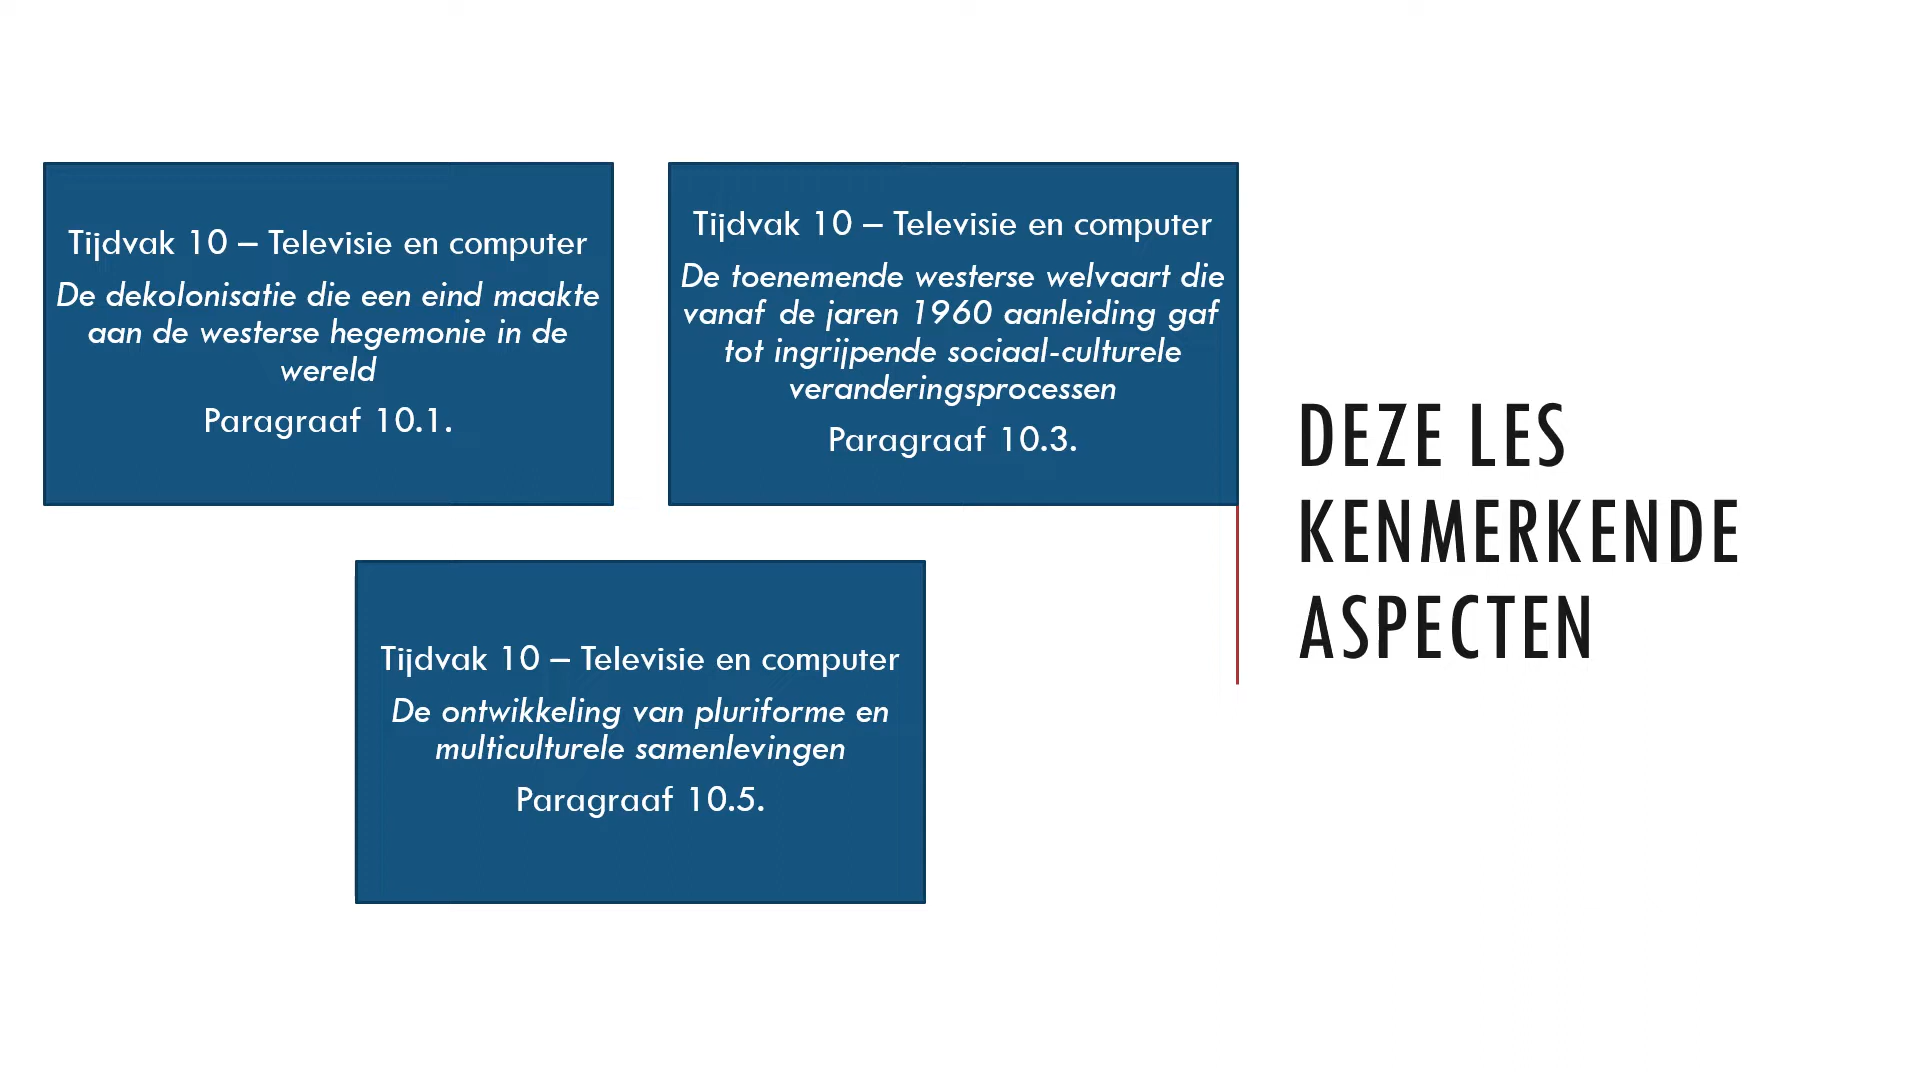 Tijdvak 10 – Televisie en computer
De dekolonisatie die een eind maakte
aan de westerse hegemonie in de
wereld
Paragraaf 10.1.
Tijdvak 10 – Televisie en computer
De toenemende westerse welvaart die
vanaf de jaren 1960 aanleiding gaf
tot ingrijpende sociaal-culturele
veranderingsprocessen
Paragraaf 10.3.
Tijdvak 10 – Televisie en computer
De ontwikkeling van pluriforme en
multiculturele samenlevingen
Paragraaf 10.5.
DEZE LES
KENMERKENDE
ASPECTEN